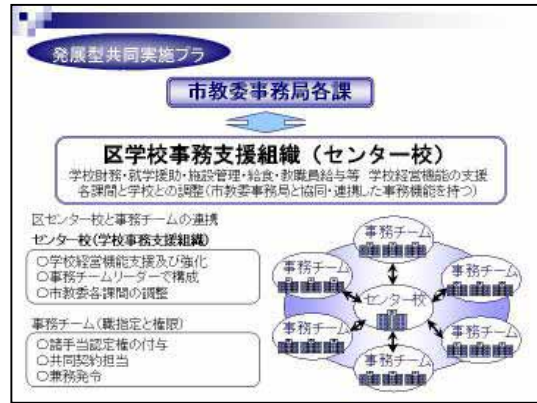 発展型共同実施プラ
市教委事務局各課
区学校事務支援組織（センター校）
学校財務・就学援助・施設管理・給食・教職員給与等　学校経営機能の支援
各課間と学校との調整（市教委事務局と協同・連携した事務機能を持つ）
区センター校と事務チームの連携
センター校（学校事務支援組織）
○学校経営機能支援及び強化
○事務チームリーダーで構成
○市教委各課間の調整
事務チーム（職指定と権限）
○諸手当認定権の付与
○共同契約担当
○兼務発令
事務チーム
事務チーム
事務チーム
センター校
事務チーム
事務チーム
事務チーム